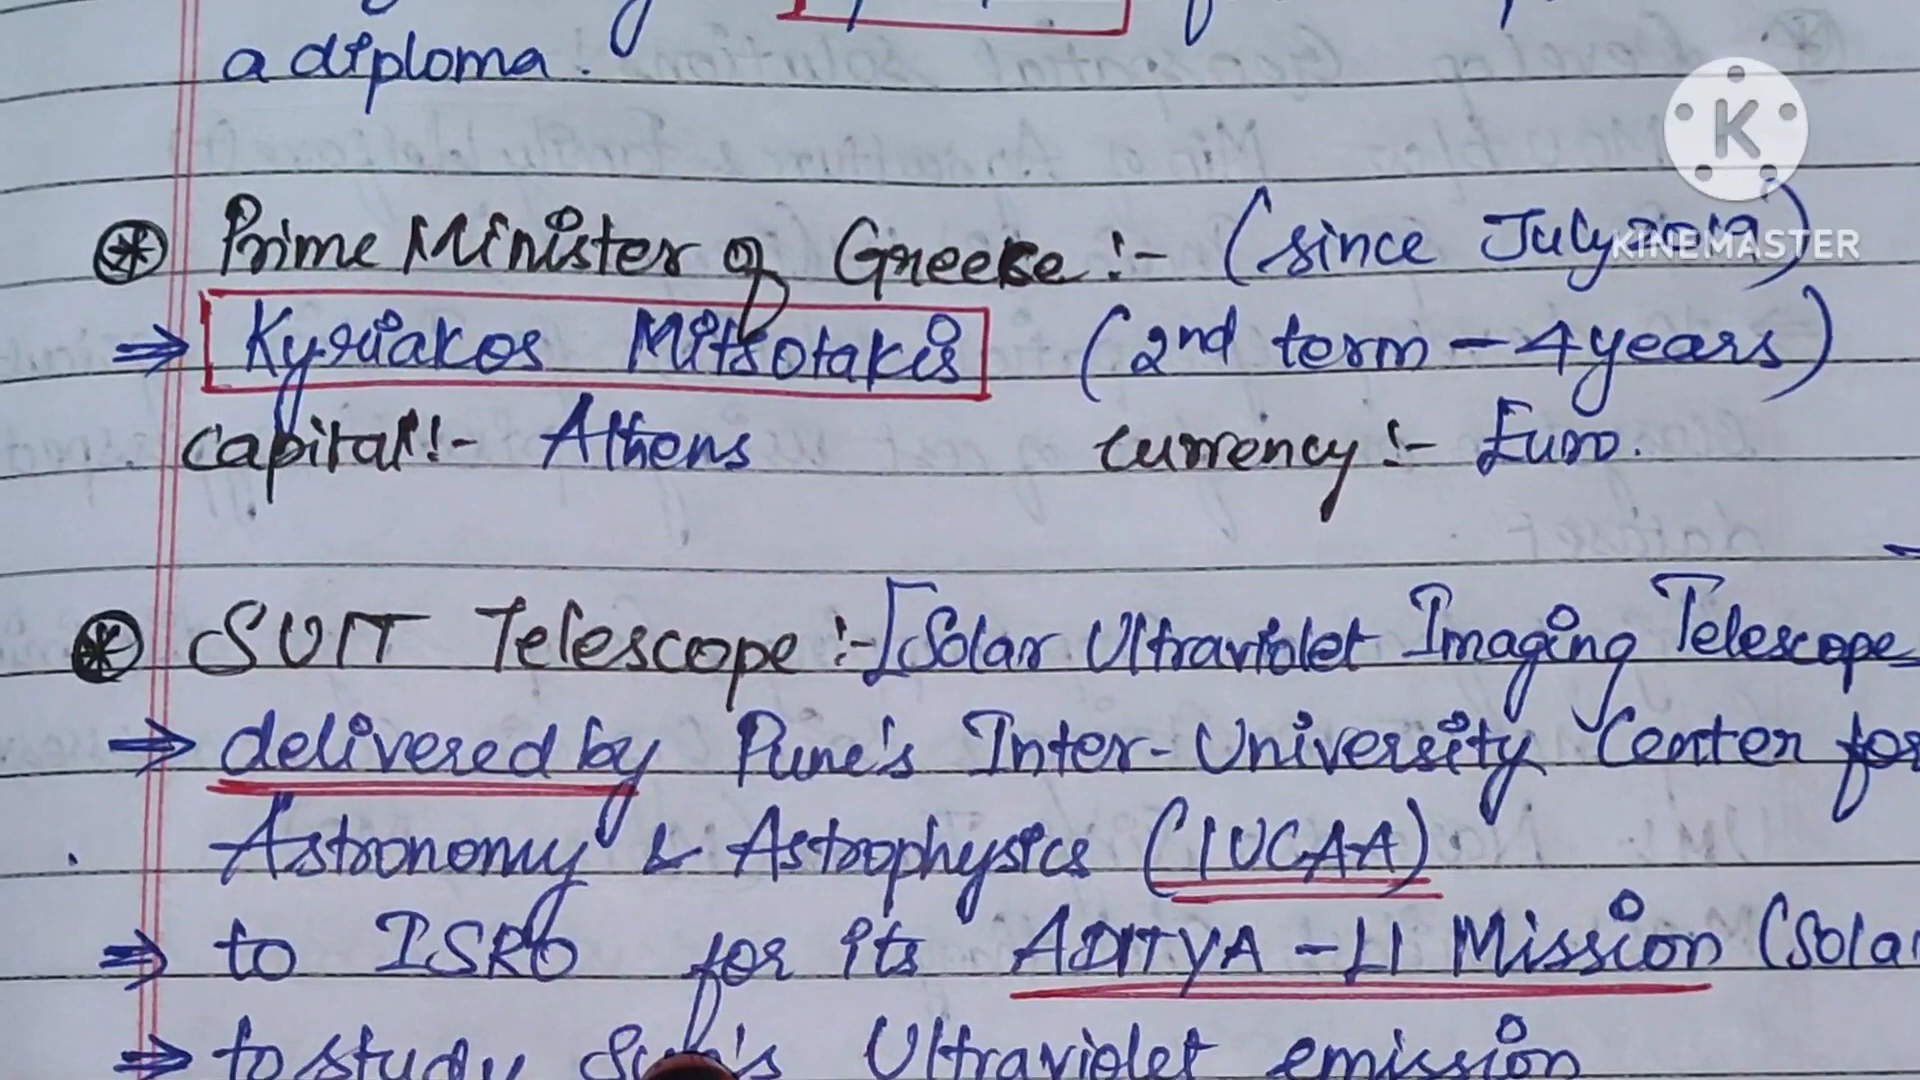 a diploma.
K
KINEMASTER
Prime Minister of Greece :- (since July 2019)
⇒ Kyriakos Mitsotakis (2nd term - 4 years)
capital :- Athens currency :- Euro.
SUIT Telescope :- [Solar Ultraviolet Imaging Telescope
⇒ delivered by Pune's Inter-University Center for
Astronomy & Astrophysics (IUCAA)
⇒ to ISRO for its ADITYA-L1 Mission (Solar
⇒ to study Sun's Ultraviolet emission